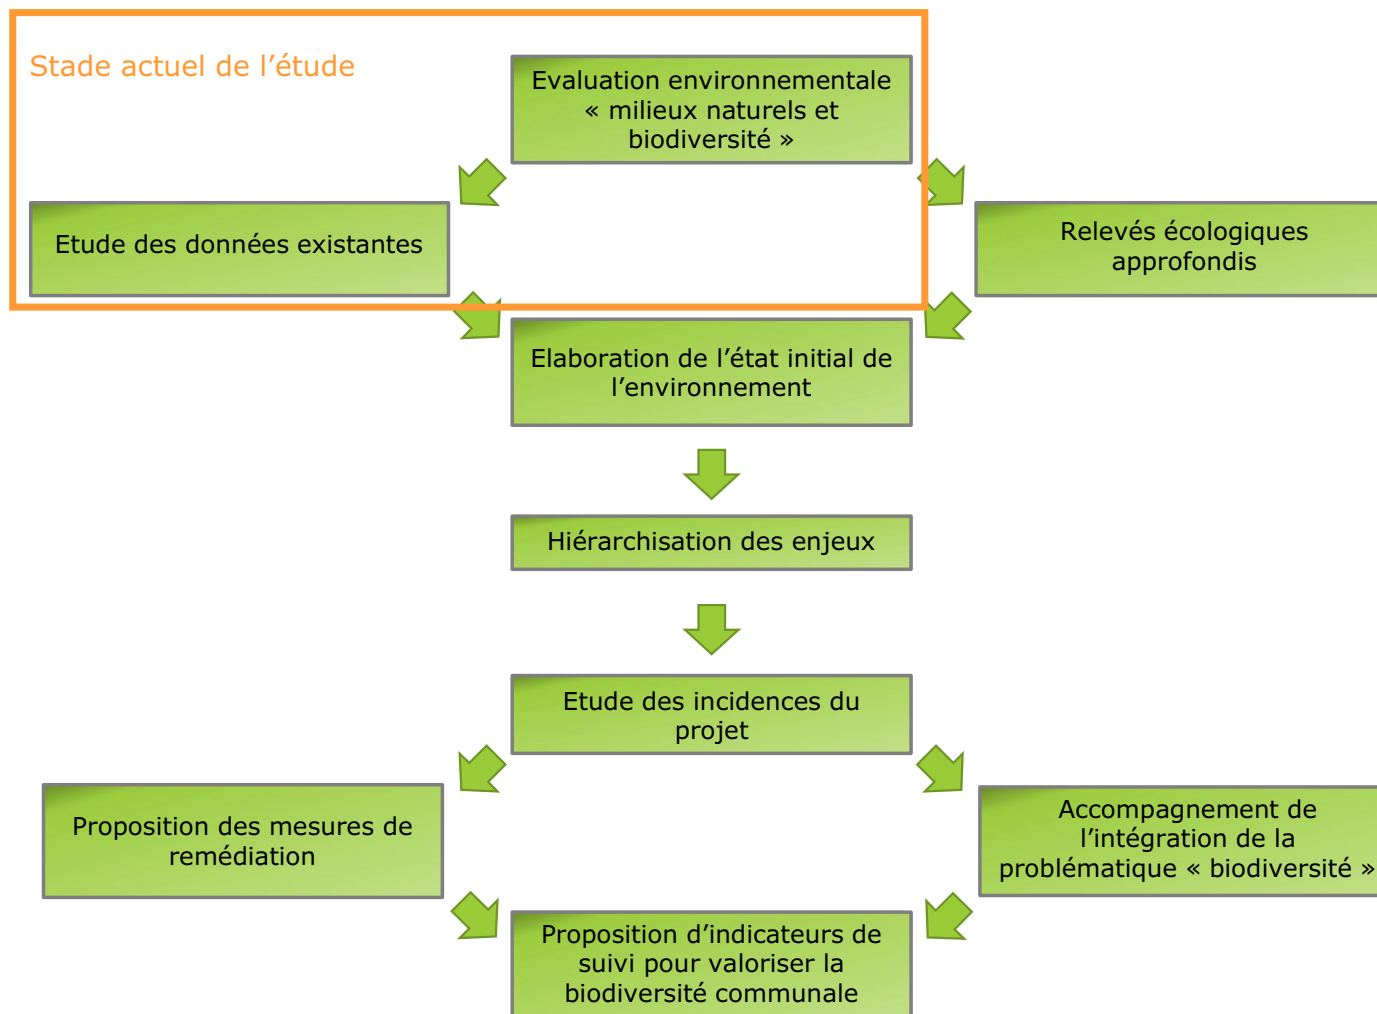 Stade actuel de l’étude
Evaluation environnementale
« milieux naturels et
biodiversité »
Etude des données existantes
Relevés écologiques
approfondis
Elaboration de l’état initial de
l’environnement
Hiérarchisation des enjeux
Etude des incidences du
projet
Proposition des mesures de
remédiation
Accompagnement de
l’intégration de la
problématique « biodiversité »
Proposition d’indicateurs de
suivi pour valoriser la
biodiversité communale